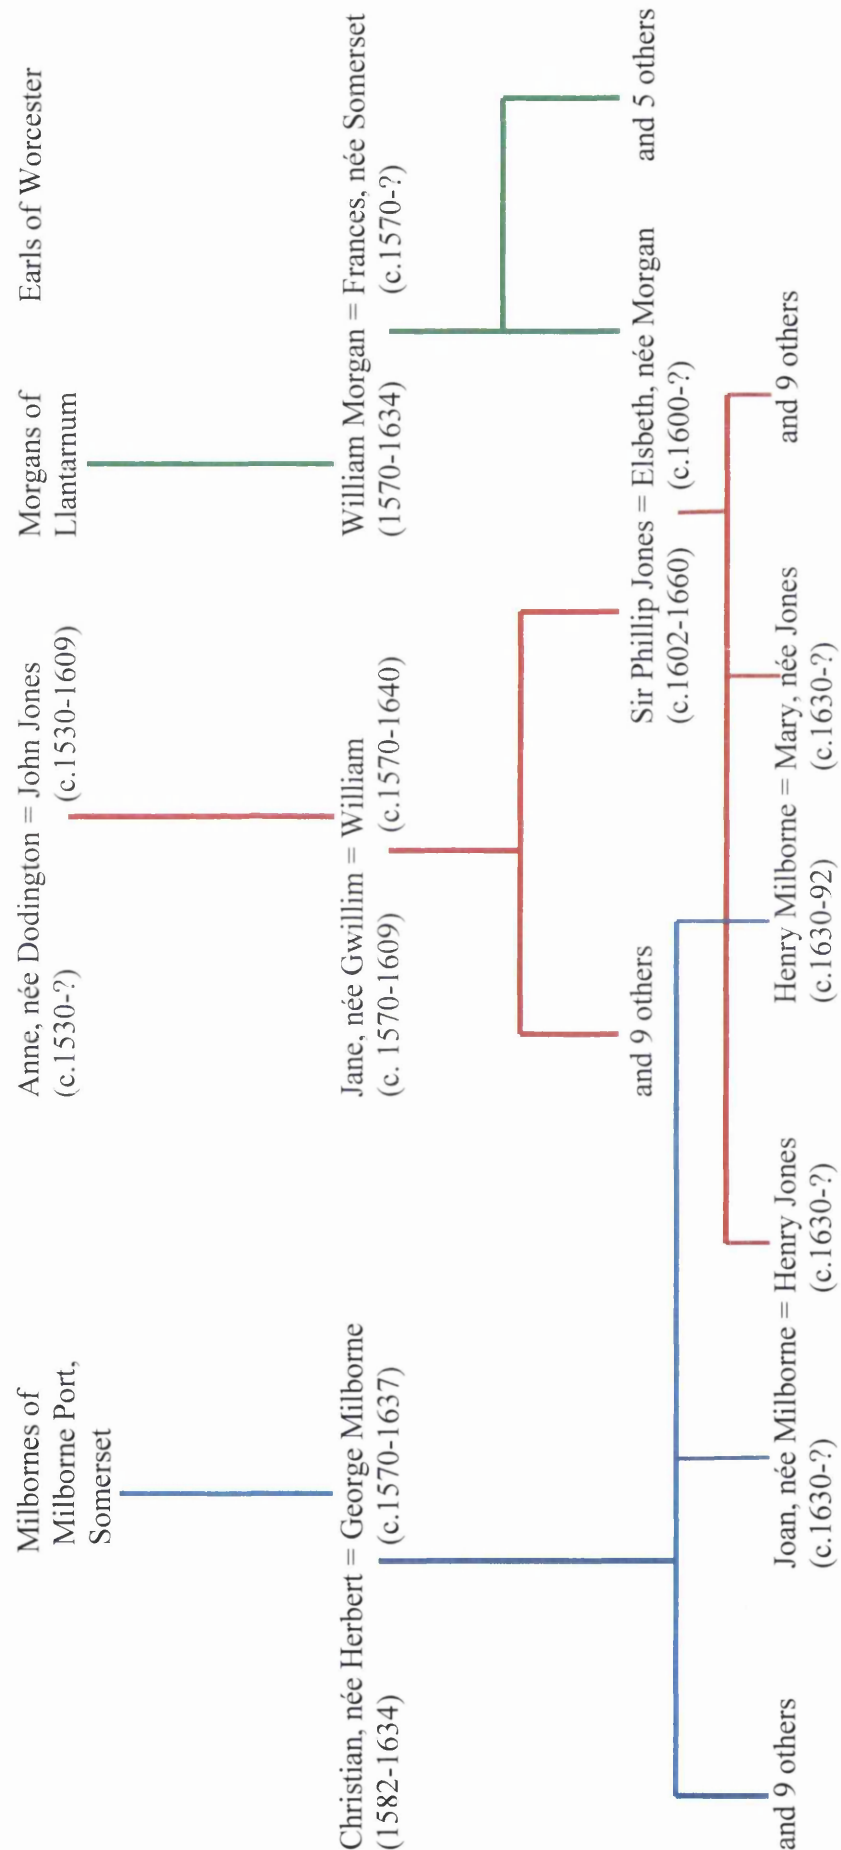 Milbornes of
Milborne Port,
Somerset
Anne, née Dodington = John Jones
(c.1530-?)
(c.1530-1609)
Morgans of
Llantarnum
Earls of Worcester
Christian, née Herbert = George Milborne
(1582-1634)
(c.1570-1637)
Jane, née Gwillim = William
(c. 1570-1609)
(c.1570-1640)
William Morgan = Frances, née Somerset
(1570-1634)
(c.1570-?)
and 9 others
Sir Phillip Jones = Elsbeth, née Morgan
(c.1602-1660)
(c.1600-?)
and 5 others
and 9 others
Joan, née Milborne = Henry Jones
(c.1630-?)
(c.1630-?)
Henry Milborne = Mary, née Jones
(c.1630-92)
(c.1630-?)
and 9 others